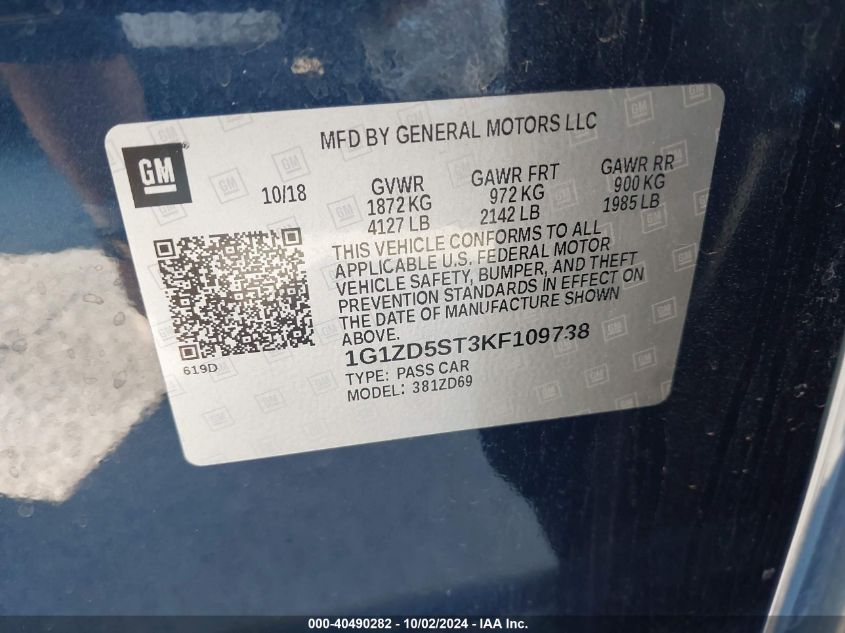 MFD BY GENERAL MOTORS LLC
GM
10/18
GVWR
1872 KG
4127 LB
GAWR FRT
972 KG
2142 LB
GAWR RR
900 KG
1985 LB
THIS VEHICLE CONFORMS TO ALL
APPLICABLE U.S. FEDERAL MOTOR
VEHICLE SAFETY, BUMPER, AND THEFT
PREVENTION STANDARDS IN EFFECT ON
THE DATE OF MANUFACTURE SHOWN
ABOVE.
619D
1G1ZD5ST3KF109738
TYPE: PASS CAR
MODEL: 381ZD69
000-40490282 - 10/02/2024 - IAA Inc.